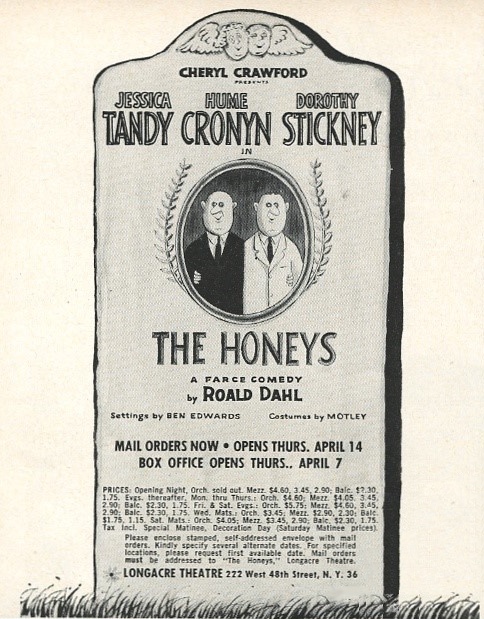 CHERYL CRAWFORD
PRESENTS
JESSICA HUME DOROTHY
TANDY CRONYN STICKNEY
IN
THE HONEYS
A FARCE COMEDY
by ROALD DAHL
Settings by BEN EDWARDS Costumes by MOTLEY
MAIL ORDERS NOW • OPENS THURS. APRIL 14
BOX OFFICE OPENS THURS., APRIL 7
PRICES: Opening Night, Orch. sold out. Mezz. $4.60, 3.45, 2.90; Balc. $2.30,
1.75. Evgs. thereafter, Mon. thru Thurs.: Orch. $4.60; Mezz. $4.05, 3.45,
2.90; Balc. $2.30, 1.75. Fri. & Sat. Evgs.: Orch. $5.75; Mezz. $4.60, 3.45,
2.90; Balc. $2.30, 1.75. Wed. Mats.: Orch. $3.45; Mezz. $2.90, 2.30; Balc.
$1.75, 1.15. Sat. Mats.: Orch. $4.05; Mezz. $3.45, 2.90; Balc. $2.30, 1.75.
Tax Incl. Special Matinee, Decoration Day (Saturday Matinee prices).
Please enclose stamped, self-addressed envelope with mail
orders. Kindly specify several alternate dates. For specified
locations, please request first available date. Mail orders
must be addressed to "The Honeys," Longacre Theatre.
LONGACRE THEATRE 222 West 48th Street, N. Y. 36